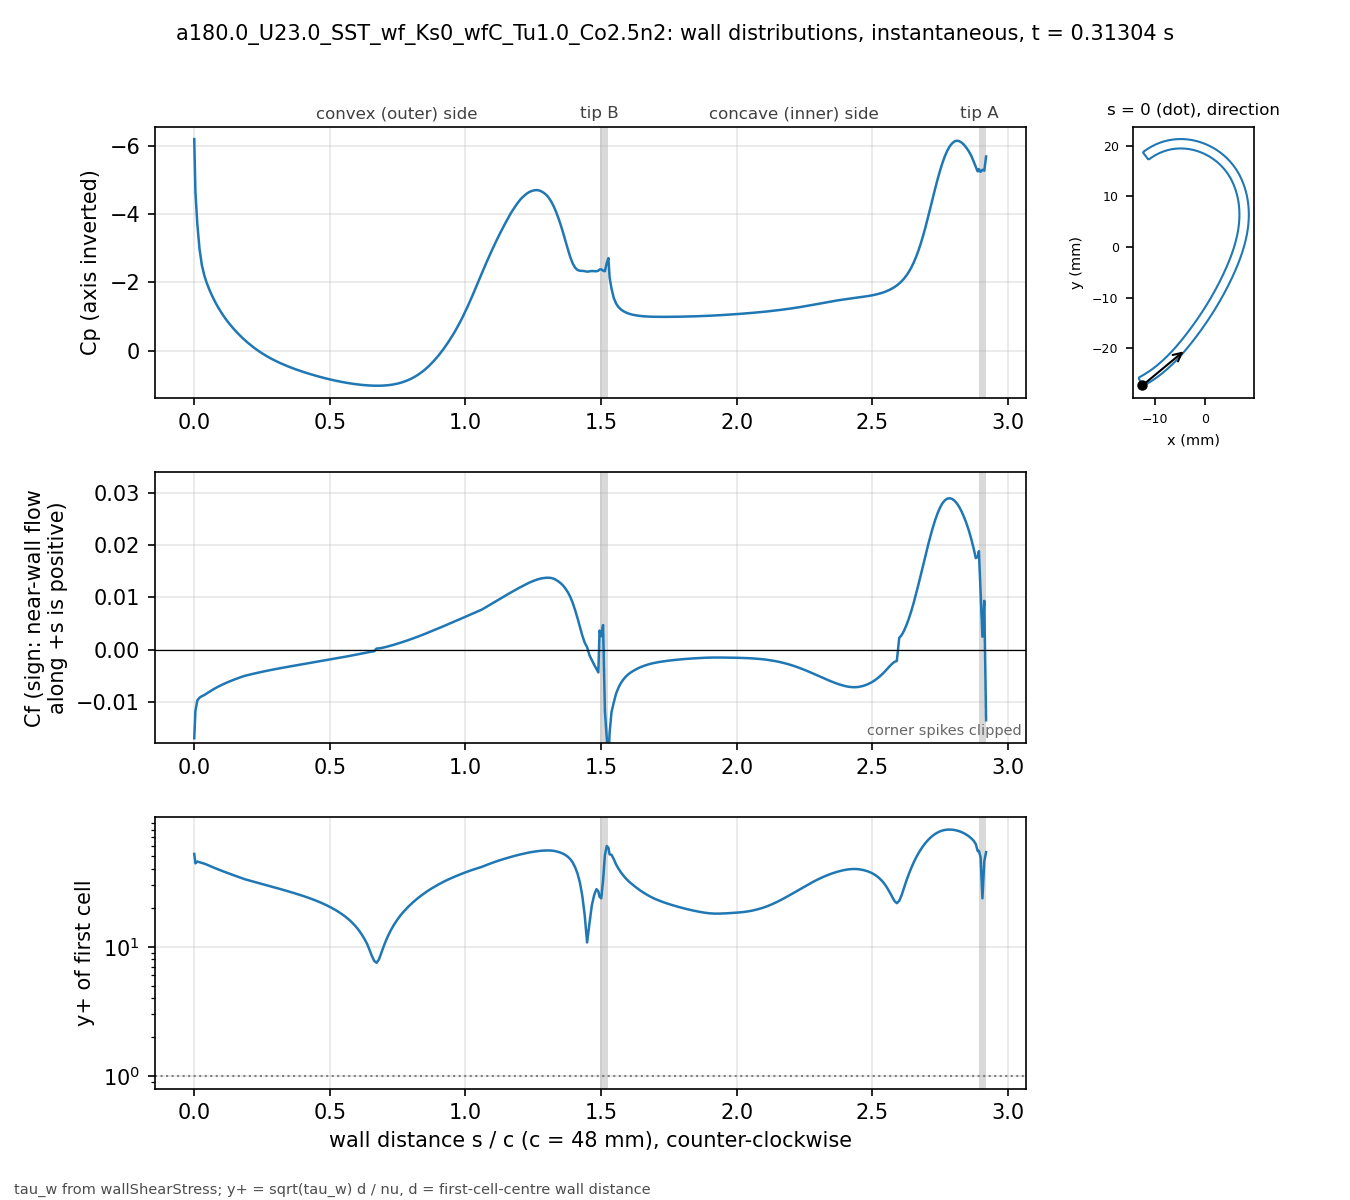 a180.0_U23.0_SST_wf_Ks0_wfC_Tu1.0_Co2.5n2: wall distributions, instantaneous, t = 0.31304 s
convex (outer) side
tip B
concave (inner) side
tip A
s = 0 (dot), direction
Cp (axis inverted)
−6
−4
−2
0
0.0
0.5
1.0
1.5
2.0
2.5
3.0
y (mm)
20
10
0
−10
−20
−10
0
x (mm)
Cf (sign: near-wall flow
along +s is positive)
0.03
0.02
0.01
0.00
−0.01
corner spikes clipped
0.0
0.5
1.0
1.5
2.0
2.5
3.0
y+ of first cell
10¹
10⁰
0.0
0.5
1.0
1.5
2.0
2.5
3.0
wall distance s / c (c = 48 mm), counter-clockwise
tau_w from wallShearStress; y+ = sqrt(tau_w) d / nu, d = first-cell-centre wall distance